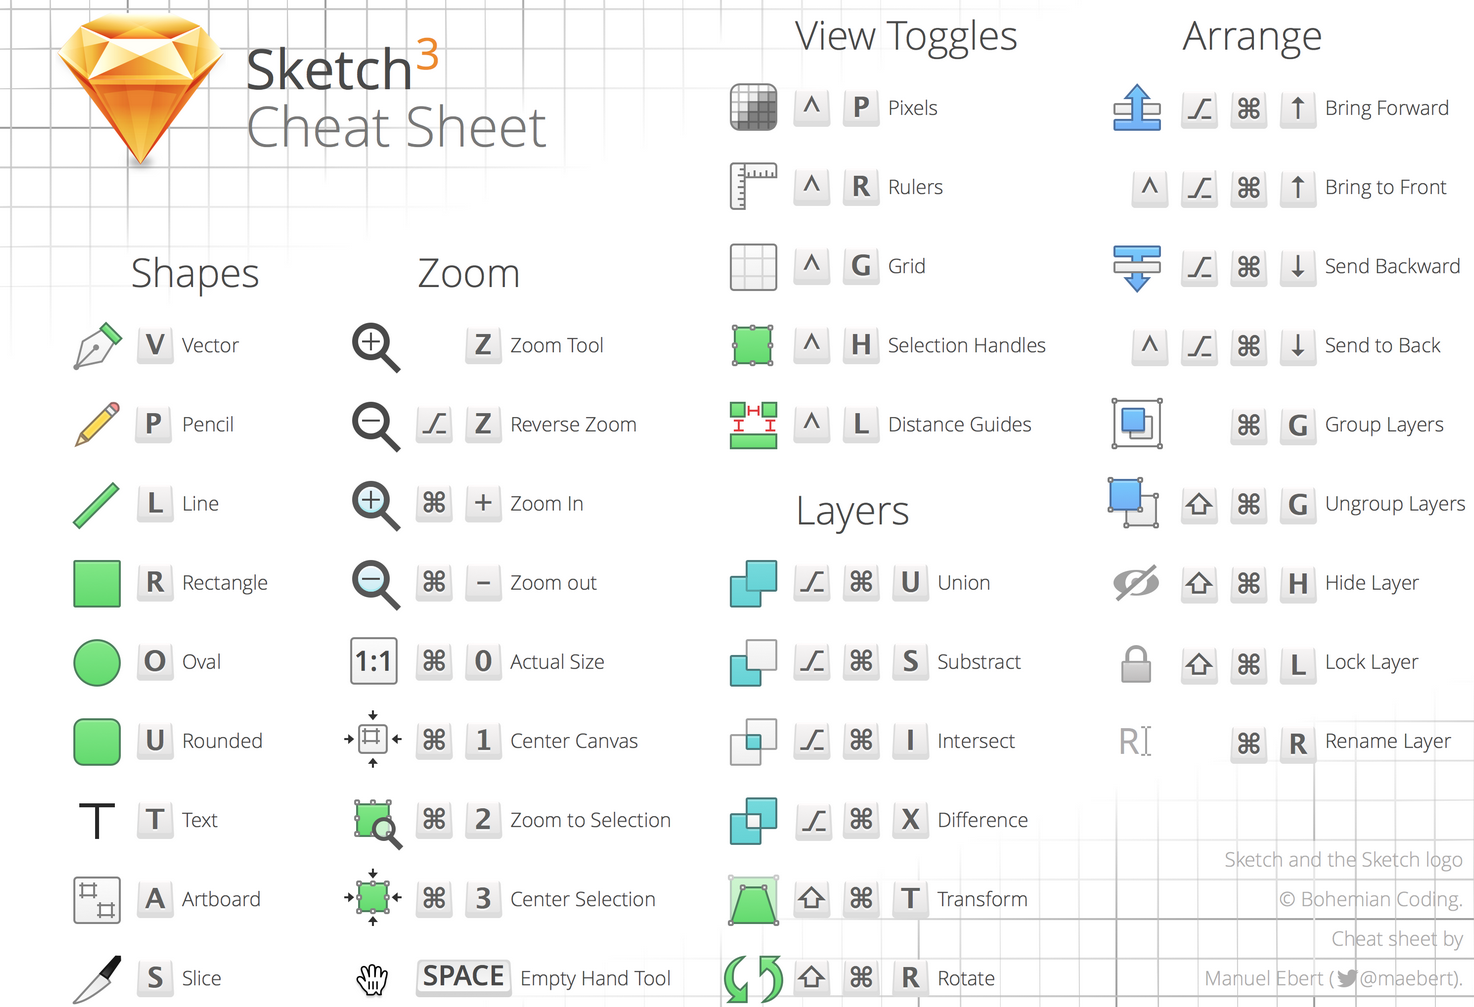 Sketch3
Cheat Sheet
Shapes
V Vector
P Pencil
L Line
R Rectangle
O Oval
U Rounded
T T Text
A Artboard
S Slice
Zoom
Z Zoom Tool
⌥ Z Reverse Zoom
⌘ + Zoom In
⌘ − Zoom out
1:1 ⌘ 0 Actual Size
⌘ 1 Center Canvas
⌘ 2 Zoom to Selection
⌘ 3 Center Selection
SPACE Empty Hand Tool
View Toggles
^ P Pixels
^ R Rulers
^ G Grid
^ H Selection Handles
^ L Distance Guides
Layers
⌥ ⌘ U Union
⌥ ⌘ S Substract
⌥ ⌘ I Intersect
⌥ ⌘ X Difference
⇧ ⌘ T Transform
⇧ ⌘ R Rotate
Arrange
⌥ ⌘ ↑ Bring Forward
^ ⌥ ⌘ ↑ Bring to Front
⌥ ⌘ ↓ Send Backward
^ ⌥ ⌘ ↓ Send to Back
⌘ G Group Layers
⇧ ⌘ G Ungroup Layers
⇧ ⌘ H Hide Layer
⇧ ⌘ L Lock Layer
R ⌘ R Rename Layer
Sketch and the Sketch logo
© Bohemian Coding.
Cheat sheet by
Manuel Ebert (@maebert).